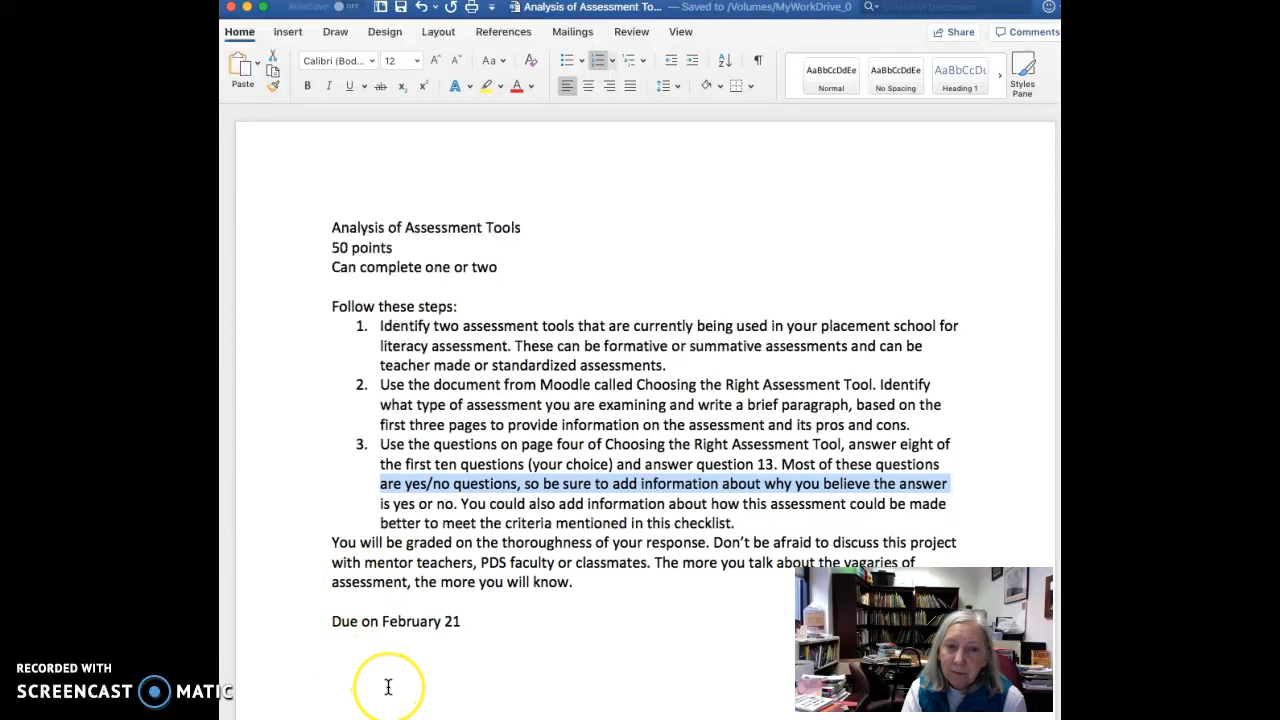 AutoSave OFF Analysis of Assessment To... — Saved to /Volumes/MyWorkDrive_0
Home Insert Draw Design Layout References Mailings Review View Share Comments
Paste Calibri (Bod... 12 Aa
AaBbCcDdEe AaBbCcDdEe AaBbCcDc
Normal No Spacing Heading 1 Styles
Pane
Analysis of Assessment Tools
50 points
Can complete one or two
Follow these steps:
1. Identify two assessment tools that are currently being used in your placement school for
literacy assessment. These can be formative or summative assessments and can be
teacher made or standardized assessments.
2. Use the document from Moodle called Choosing the Right Assessment Tool. Identify
what type of assessment you are examining and write a brief paragraph, based on the
first three pages to provide information on the assessment and its pros and cons.
3. Use the questions on page four of Choosing the Right Assessment Tool, answer eight of
the first ten questions (your choice) and answer question 13. Most of these questions
are yes/no questions, so be sure to add information about why you believe the answer
is yes or no. You could also add information about how this assessment could be made
better to meet the criteria mentioned in this checklist.
You will be graded on the thoroughness of your response. Don't be afraid to discuss this project
with mentor teachers, PDS faculty or classmates. The more you talk about the vagaries of
assessment, the more you will know.
Due on February 21
RECORDED WITH
SCREENCAST MATIC